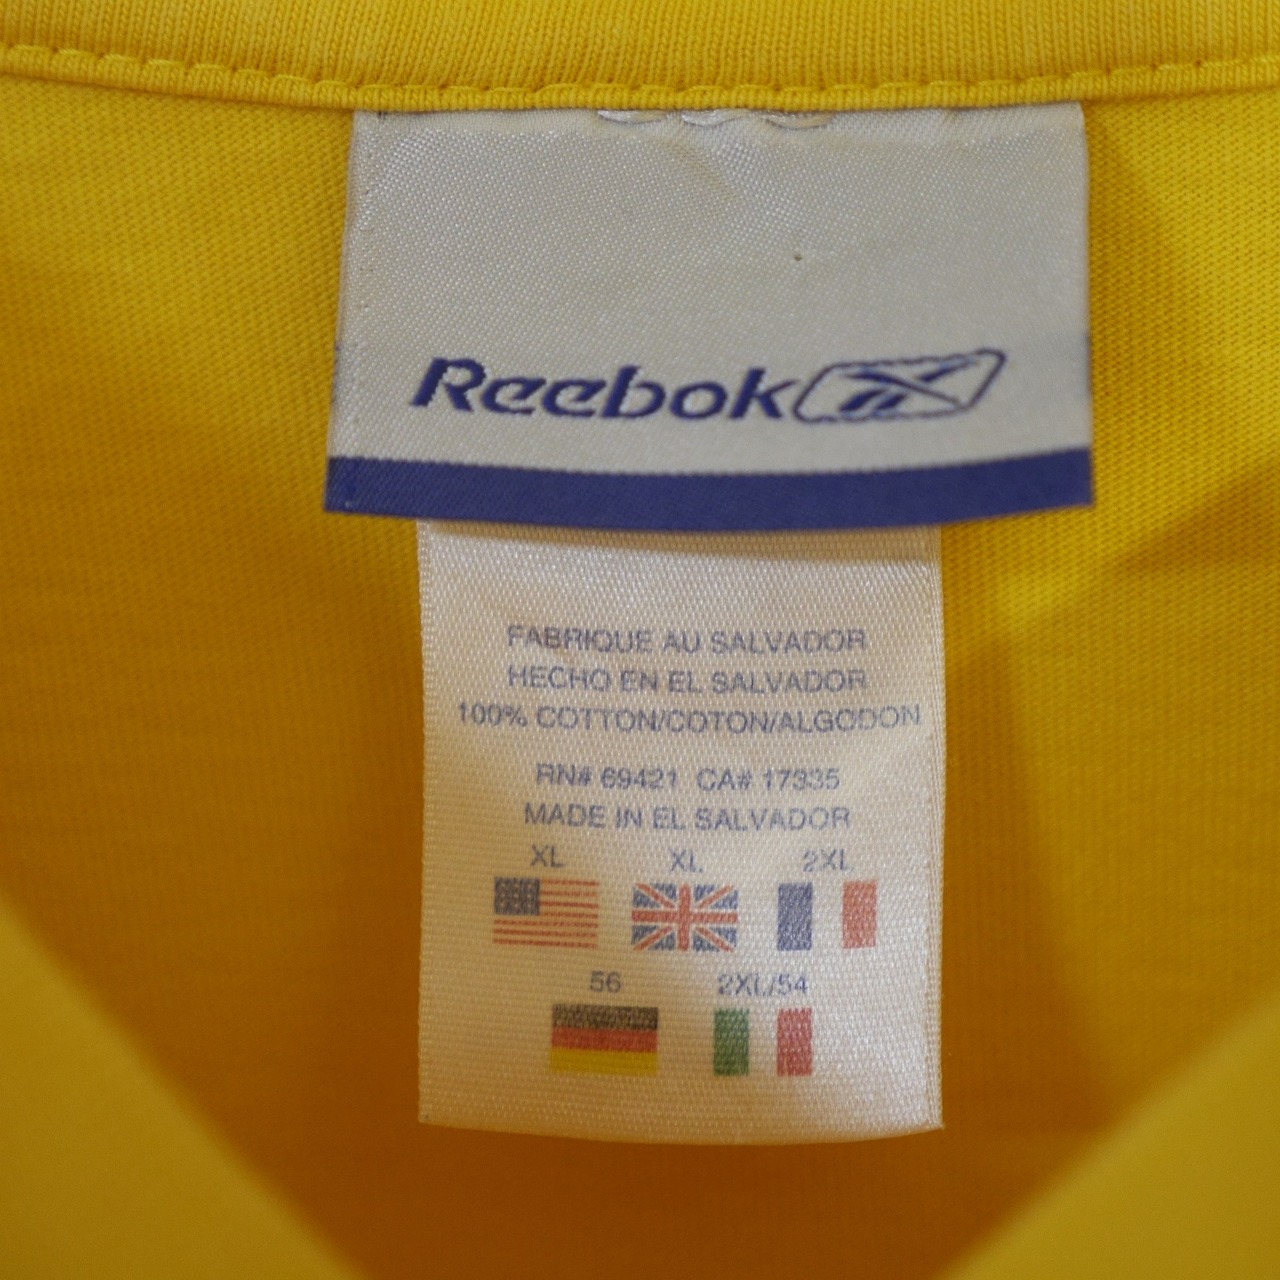 Reebok
FABRIQUE AU SALVADOR
HECHO EN EL SALVADOR
100% COTTON/COTON/ALGODON
RN# 69421 CA# 17335
MADE IN EL SALVADOR
XL XL 2XL
56 2XL/54